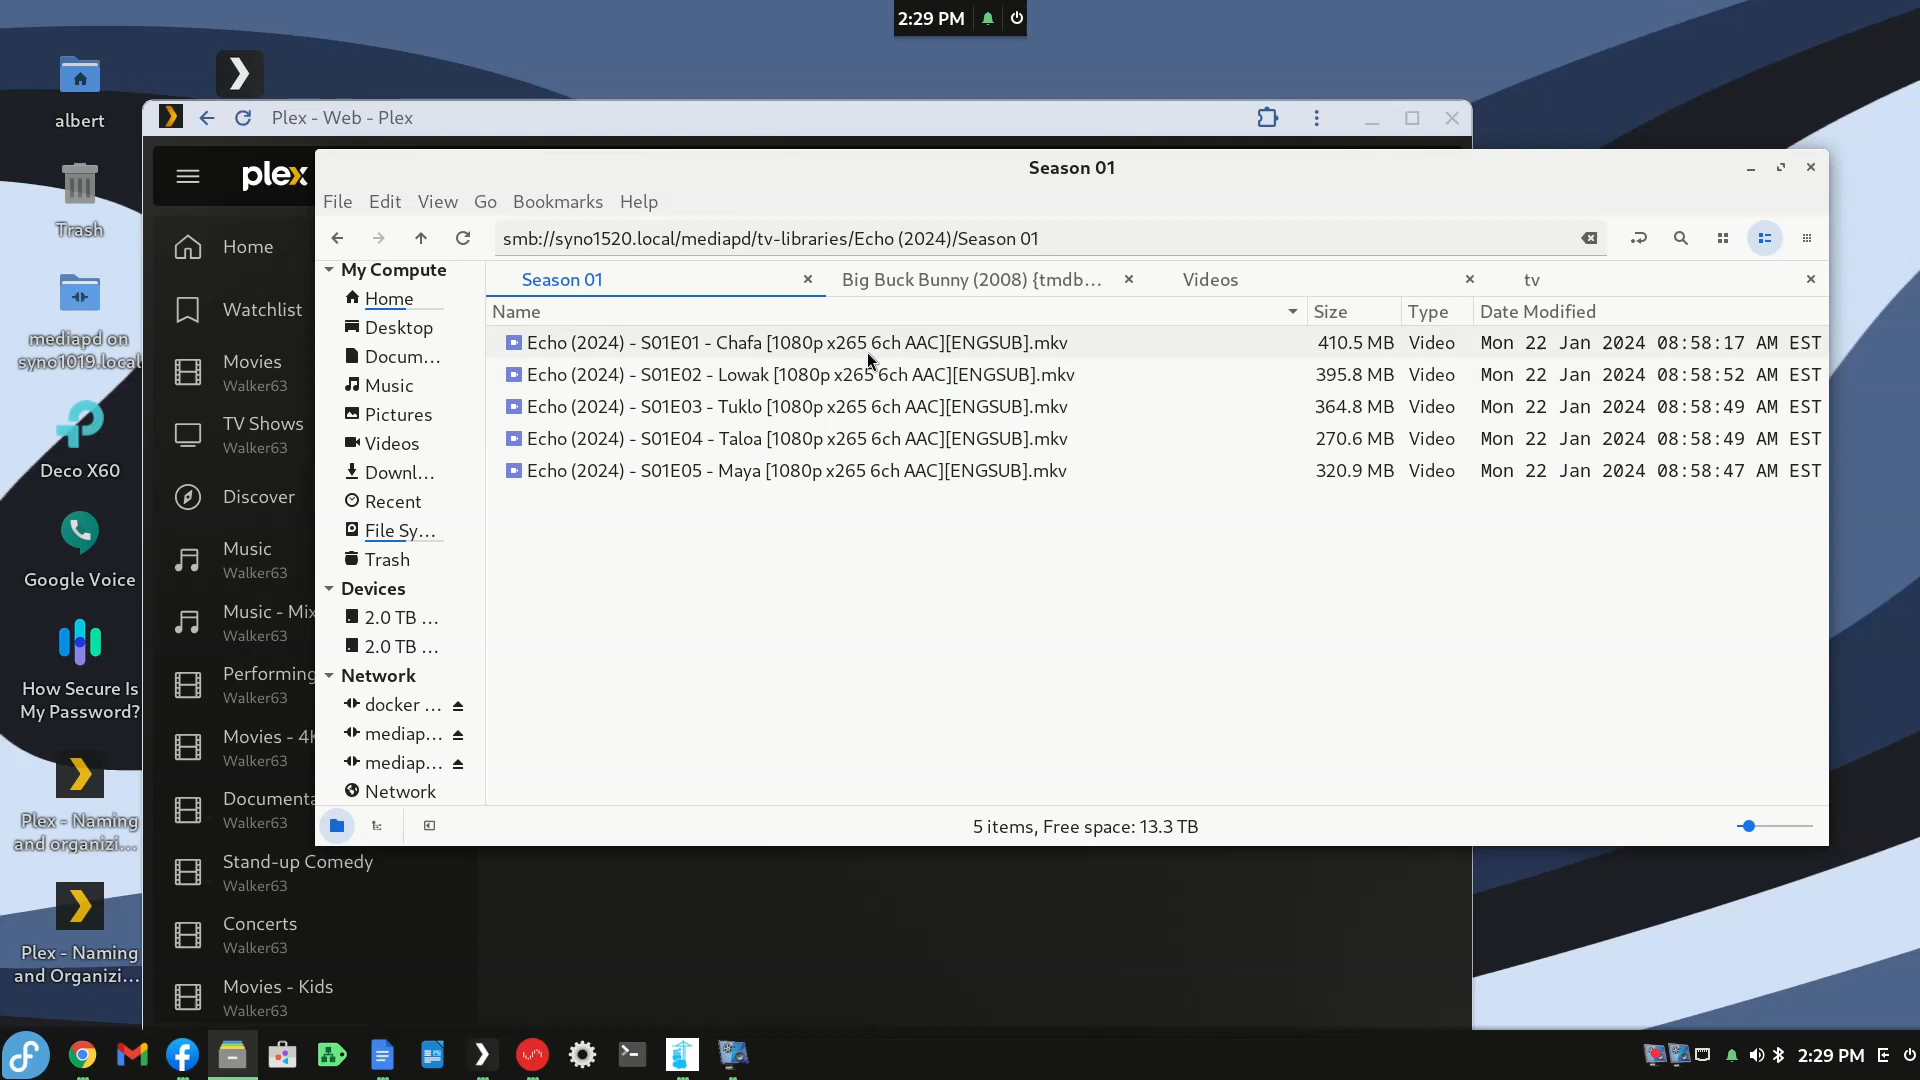 2:29 PM
albert
Trash
mediapd on
syno1019.local
Deco X60
Google Voice
How Secure Is
My Password?
Plex - Naming
and organizi...
Plex - Naming
and Organizi...
Plex - Web - Plex
plex
Home
Watchlist
Movies
Walker63
TV Shows
Walker63
Discover
Music
Walker63
Music - Mix
Walker63
Performing
Walker63
Movies - 4K
Walker63
Documenta
Walker63
Stand-up Comedy
Walker63
Concerts
Walker63
Movies - Kids
Walker63
Season 01
File Edit View Go Bookmarks Help
smb://syno1520.local/mediapd/tv-libraries/Echo (2024)/Season 01
My Compute
Home
Desktop
Docum...
Music
Pictures
Videos
Downl...
Recent
File Sy...
Trash
Devices
2.0 TB ...
2.0 TB ...
Network
docker ...
mediap...
mediap...
Network
Season 01 Big Buck Bunny (2008) {tmdb... Videos tv
Name Size Type Date Modified
Echo (2024) - S01E01 - Chafa [1080p x265 6ch AAC][ENGSUB].mkv 410.5 MB Video Mon 22 Jan 2024 08:58:17 AM EST
Echo (2024) - S01E02 - Lowak [1080p x265 6ch AAC][ENGSUB].mkv 395.8 MB Video Mon 22 Jan 2024 08:58:52 AM EST
Echo (2024) - S01E03 - Tuklo [1080p x265 6ch AAC][ENGSUB].mkv 364.8 MB Video Mon 22 Jan 2024 08:58:49 AM EST
Echo (2024) - S01E04 - Taloa [1080p x265 6ch AAC][ENGSUB].mkv 270.6 MB Video Mon 22 Jan 2024 08:58:49 AM EST
Echo (2024) - S01E05 - Maya [1080p x265 6ch AAC][ENGSUB].mkv 320.9 MB Video Mon 22 Jan 2024 08:58:47 AM EST
5 items, Free space: 13.3 TB
2:29 PM